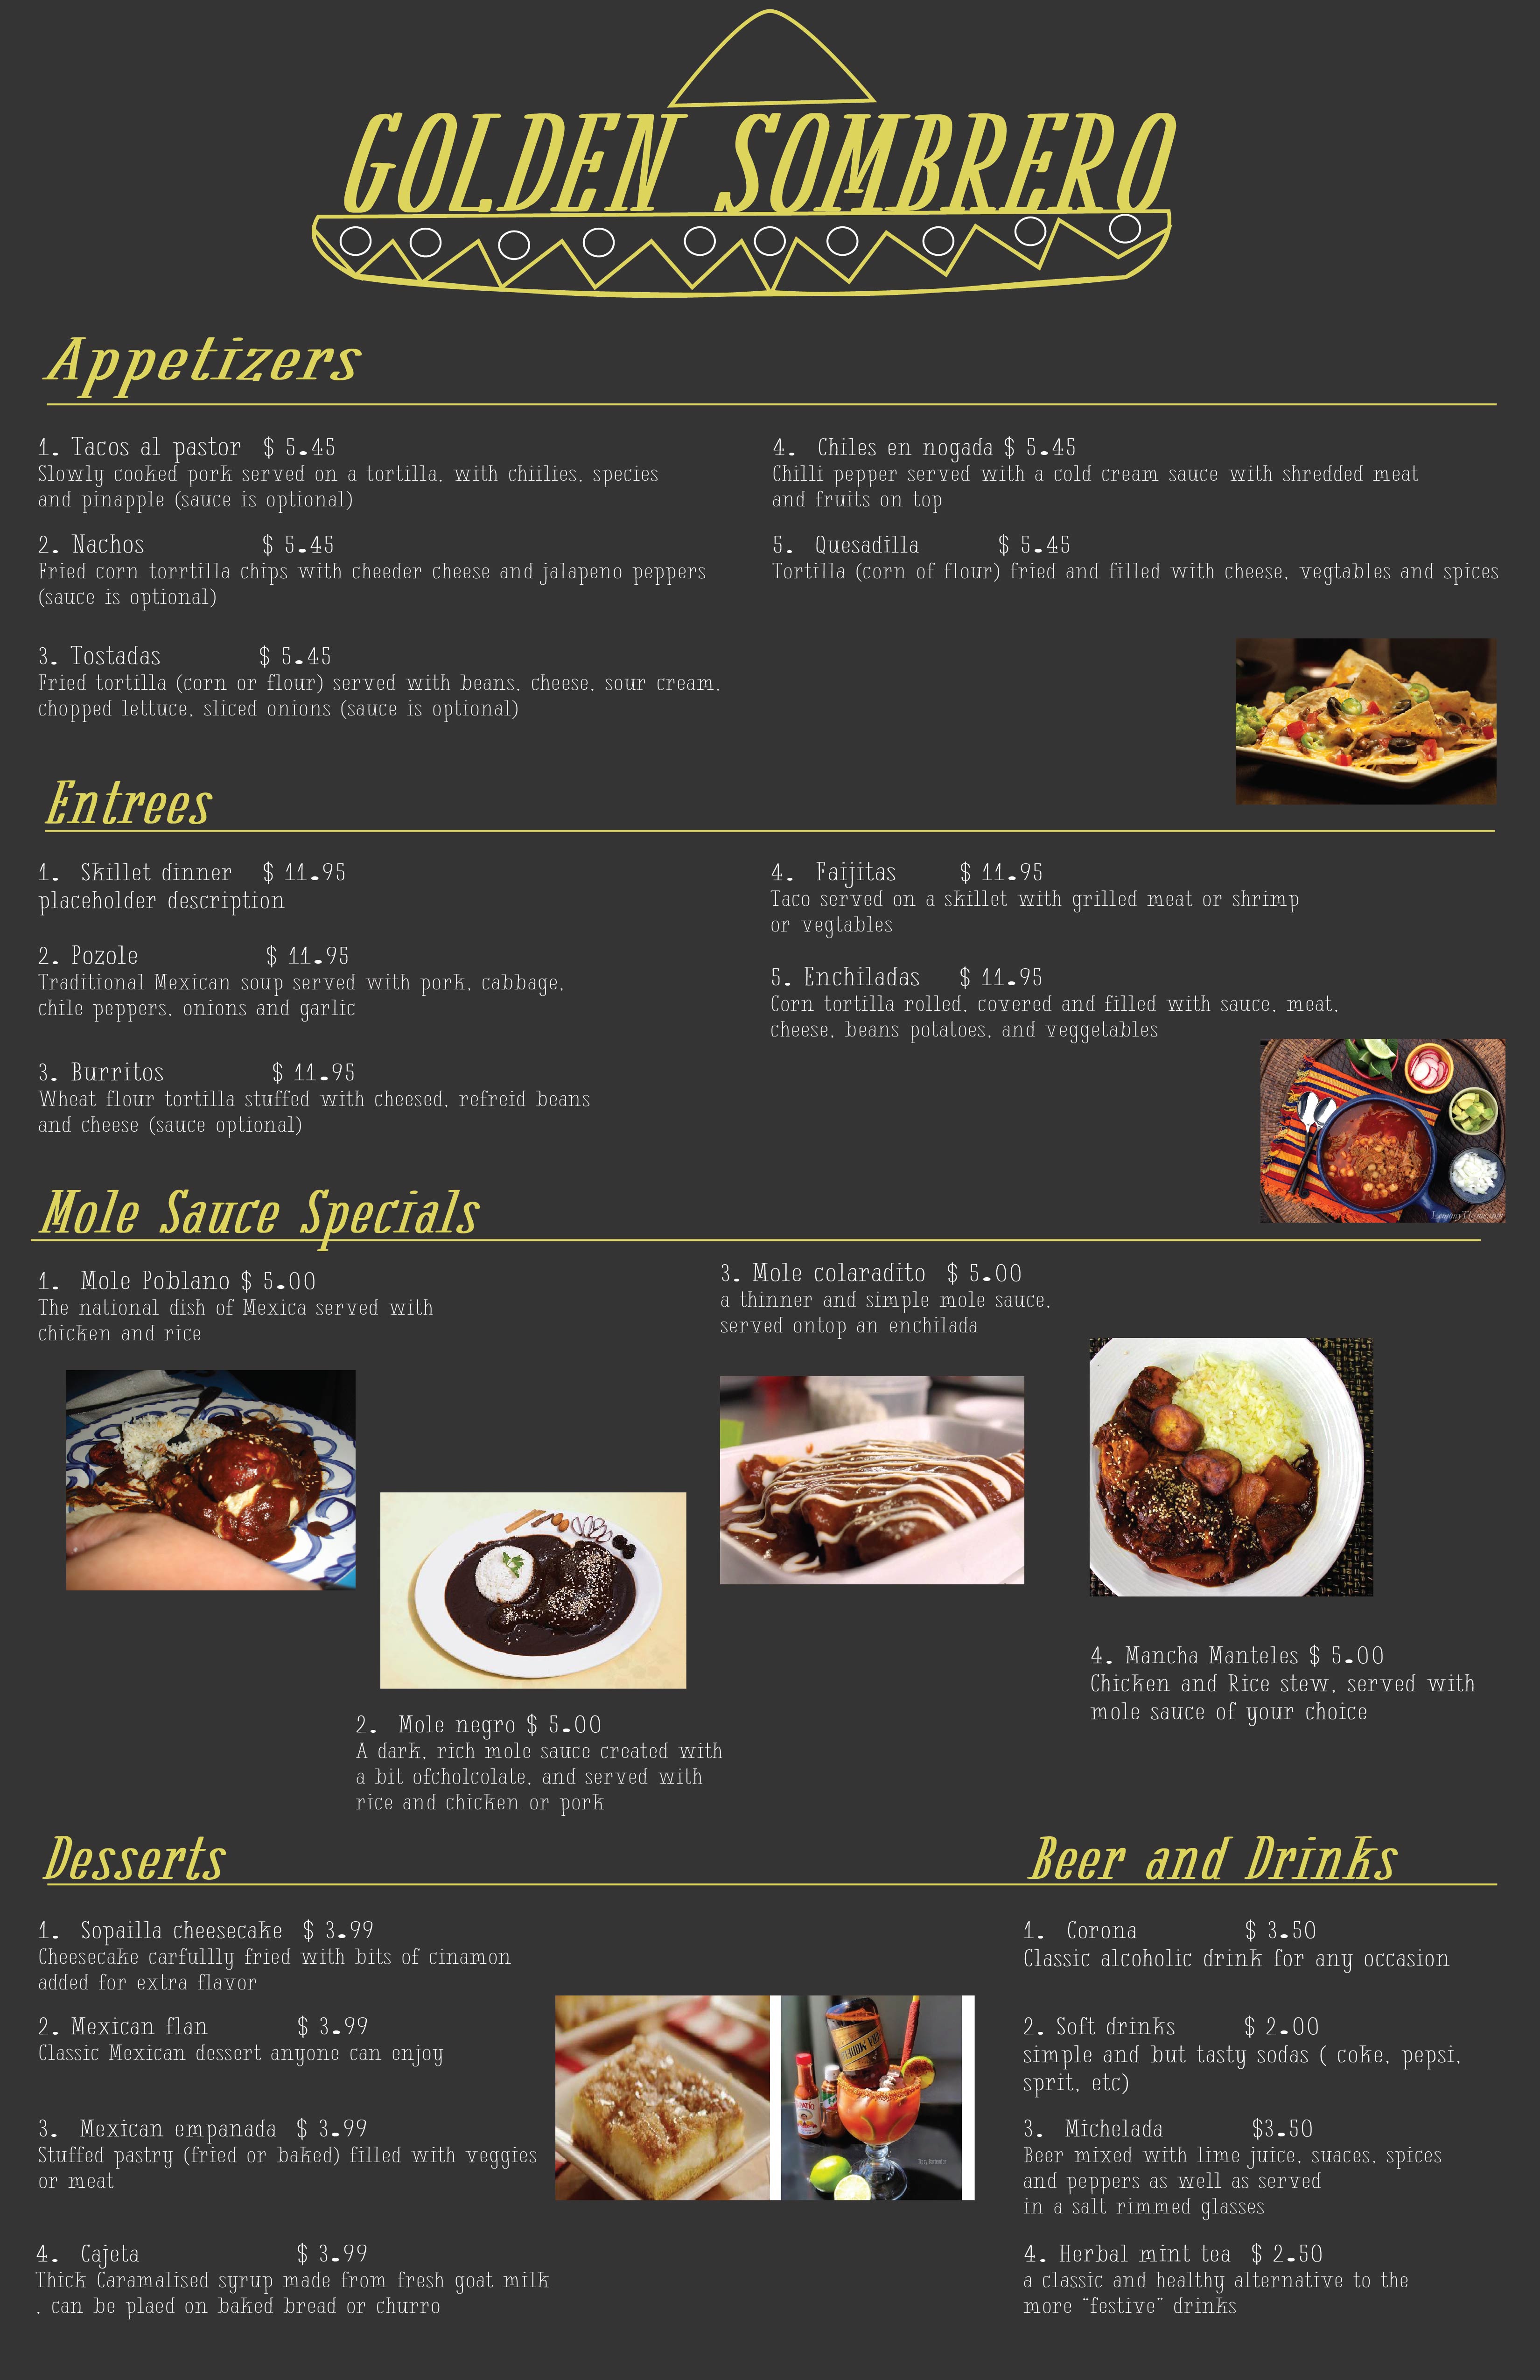 GOLDEN SOMBRERO
Appetizers
1. Tacos al pastor $ 5.45
Slowly cooked pork served on a tortilla, with chiilies, species
and pinapple (sauce is optional)
2. Nachos $ 5.45
Fried corn torrtilla chips with cheeder cheese and jalapeno peppers
(sauce is optional)
3. Tostadas $ 5.45
Fried tortilla (corn or flour) served with beans, cheese, sour cream,
chopped lettuce, sliced onions (sauce is optional)
4. Chiles en nogada $ 5.45
Chilli pepper served with a cold cream sauce with shredded meat
and fruits on top
5. Quesadilla $ 5.45
Tortilla (corn of flour) fried and filled with cheese, vegtables and spices
Entrees
1. Skillet dinner $ 11.95
placeholder description
2. Pozole $ 11.95
Traditional Mexican soup served with pork, cabbage,
chile peppers, onions and garlic
3. Burritos $ 11.95
Wheat flour tortilla stuffed with cheesed, refreid beans
and cheese (sauce optional)
4. Faijitas $ 11.95
Taco served on a skillet with grilled meat or shrimp
or vegtables
5. Enchiladas $ 11.95
Corn tortilla rolled, covered and filled with sauce, meat,
cheese, beans potatoes, and veggetables
Mole Sauce Specials
1. Mole Poblano $ 5.00
The national dish of Mexica served with
chicken and rice
3. Mole colaradito $ 5.00
a thinner and simple mole sauce,
served ontop an enchilada
4. Mancha Manteles $ 5.00
Chicken and Rice stew, served with
mole sauce of your choice
2. Mole negro $ 5.00
A dark, rich mole sauce created with
a bit ofcholcolate, and served with
rice and chicken or pork
Desserts
1. Sopailla cheesecake $ 3.99
Cheesecake carfullly fried with bits of cinamon
added for extra flavor
2. Mexican flan $ 3.99
Classic Mexican dessert anyone can enjoy
3. Mexican empanada $ 3.99
Stuffed pastry (fried or baked) filled with veggies
or meat
4. Cajeta $ 3.99
Thick Caramalised syrup made from fresh goat milk
, can be plaed on baked bread or churro
Beer and Drinks
1. Corona $ 3.50
Classic alcoholic drink for any occasion
2. Soft drinks $ 2.00
simple and but tasty sodas ( coke, pepsi,
sprit, etc)
3. Michelada $3.50
Beer mixed with lime juice, suaces, spices
and peppers as well as served
in a salt rimmed glasses
4. Herbal mint tea $ 2.50
a classic and healthy alternative to the
more “festive” drinks